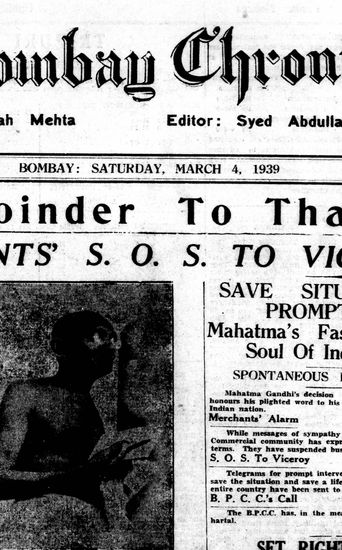 ombay Chron
ah Mehta Editor: Syed Abdulla
BOMBAY: SATURDAY, MARCH 4, 1939
oinder To Tha
NTS' S. O. S. TO VIC
SAVE SITU
PROMPT
Mahatma's Fas
Soul Of In
SPONTANEOUS
Mahatma Gandhi's decision
honours his plighted word to his
Indian nation.
Merchants' Alarm
While messages of sympathy
Commercial community has expr
terms. They have suspended bus
S. O. S. To Viceroy
Telegrams for prompt interve
save the situation and save a life
entire country have been sent to
B. P. C. C.'s Call
The B.P.C.C. has, in the mea
hartal.
SET RIGHT